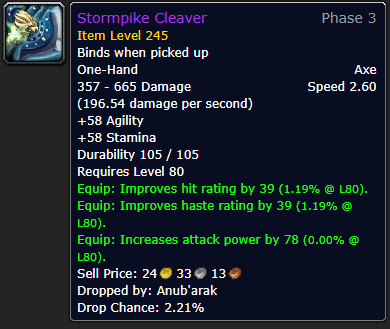 Stormpike Cleaver Phase 3
Item Level 245
Binds when picked up
One-Hand Axe
357 - 665 Damage Speed 2.60
(196.54 damage per second)
+58 Agility
+58 Stamina
Durability 105 / 105
Requires Level 80
Equip: Improves hit rating by 39 (1.19% @ L80).
Equip: Improves haste rating by 39 (1.19% @
L80).
Equip: Increases attack power by 78 (0.00% @
L80).
Sell Price: 24 33 13
Dropped by: Anub'arak
Drop Chance: 2.21%